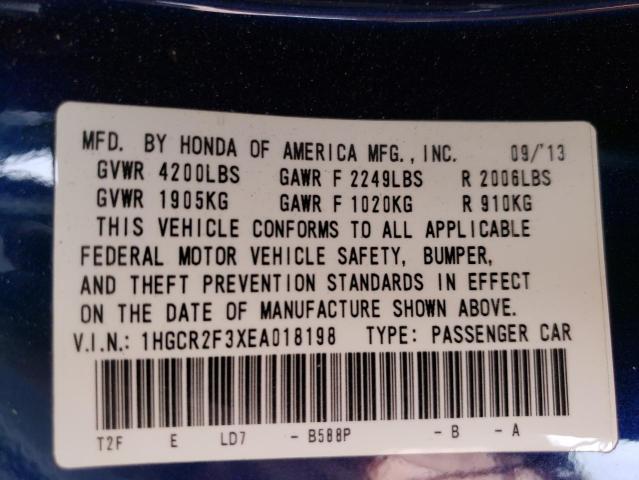 MFD. BY HONDA OF AMERICA MFG., INC. 09/'13
GVWR 4200LBS GAWR F 2249LBS R 2006LBS
GVWR 1905KG GAWR F 1020KG R 910KG
THIS VEHICLE CONFORMS TO ALL APPLICABLE
FEDERAL MOTOR VEHICLE SAFETY, BUMPER,
AND THEFT PREVENTION STANDARDS IN EFFECT
ON THE DATE OF MANUFACTURE SHOWN ABOVE.
V.I.N.: 1HGCR2F3XEA018198 TYPE: PASSENGER CAR
T2F E LD7 - B588P - B - A